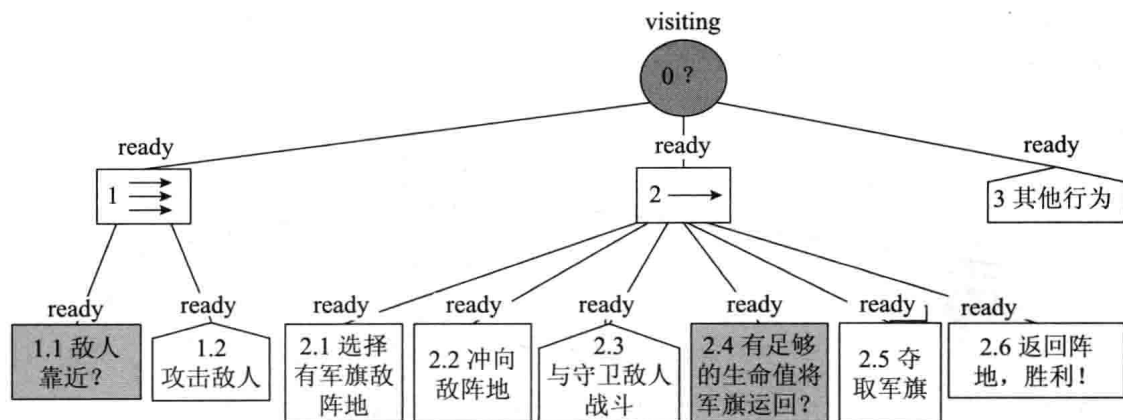 visiting
0 ?
ready
ready
ready
1
2
3 其他行为
ready
ready
ready
ready
ready
ready
ready
ready
1.1 敌人
靠近?
1.2
攻击敌人
2.1 选择
有军旗敌
阵地
2.2 冲向
敌阵地
2.3
与守卫敌人
战斗
2.4 有足够
的生命值将
军旗运回?
2.5 夺
取军旗
2.6 返回阵
地，胜利!